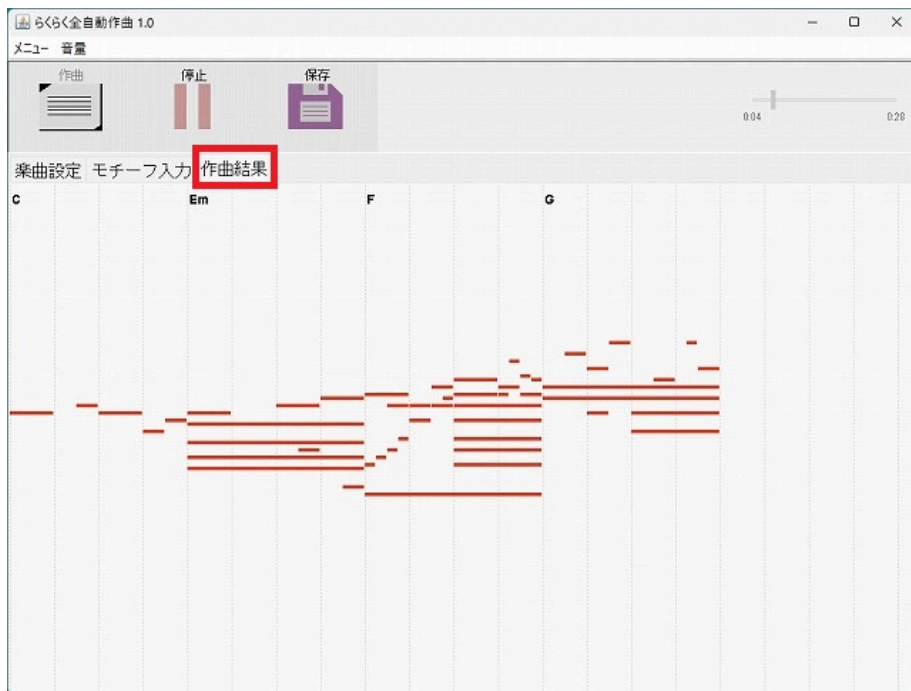 らくらく全自動作曲 1.0
メニュー 音量
作曲 停止 保存
0:04 0:28
楽曲設定 モチーフ入力 作曲結果
C Em F G